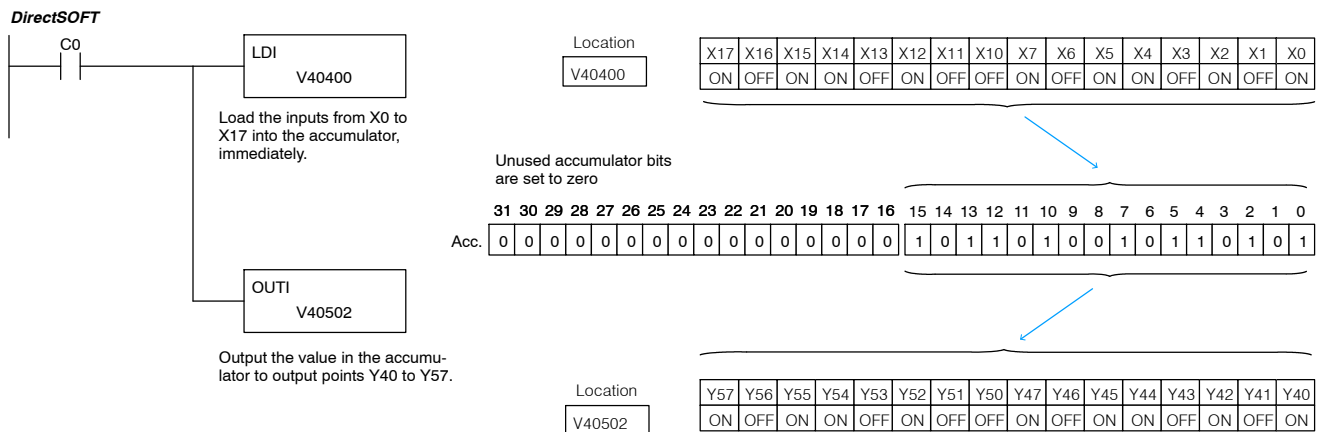 DirectSOFT
C0
LDI
V40400
Load the inputs from X0 to
X17 into the accumulator,
immediately.
Location
V40400
X17 X16 X15 X14 X13 X12 X11 X10 X7 X6 X5 X4 X3 X2 X1 X0
ON OFF ON ON OFF ON OFF OFF ON OFF ON ON OFF ON OFF ON
Unused accumulator bits
are set to zero
31 30 29 28 27 26 25 24 23 22 21 20 19 18 17 16 15 14 13 12 11 10 9 8 7 6 5 4 3 2 1 0
Acc. 0 0 0 0 0 0 0 0 0 0 0 0 0 0 0 0 1 0 1 1 0 1 0 0 1 0 1 1 0 1 0 1
OUTI
V40502
Output the value in the accumu-
lator to output points Y40 to Y57.
Location
V40502
Y57 Y56 Y55 Y54 Y53 Y52 Y51 Y50 Y47 Y46 Y45 Y44 Y43 Y42 Y41 Y40
ON OFF ON ON OFF ON OFF OFF ON OFF ON ON OFF ON OFF ON